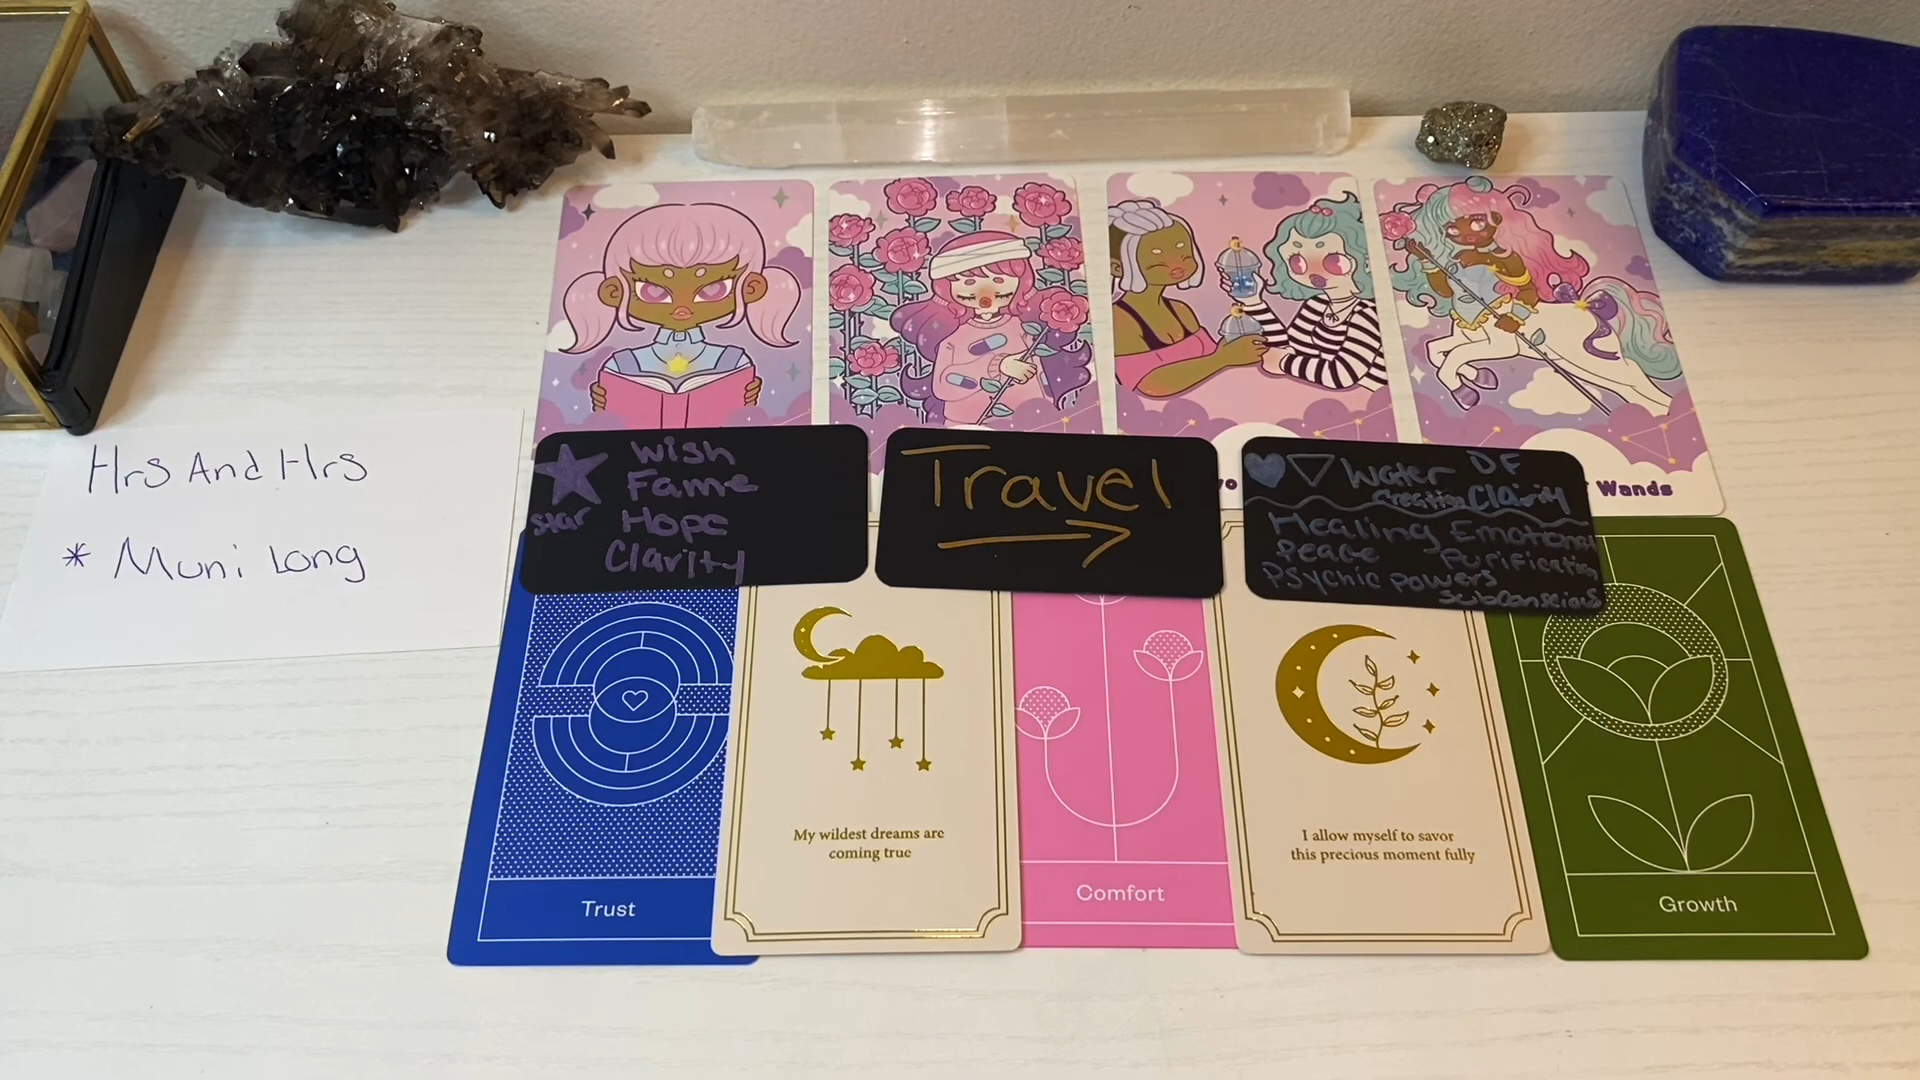 Hrs And Hrs
* Muni Long
Star
Wish
Fame
Hope
Clarity
Travel
Water OF
Creation Clairity
Healing Emotional
Peace Purification
Psychic Powers
Subconscious
Wands
Trust
My wildest dreams are
coming true
Comfort
I allow myself to savor
this precious moment fully
Growth